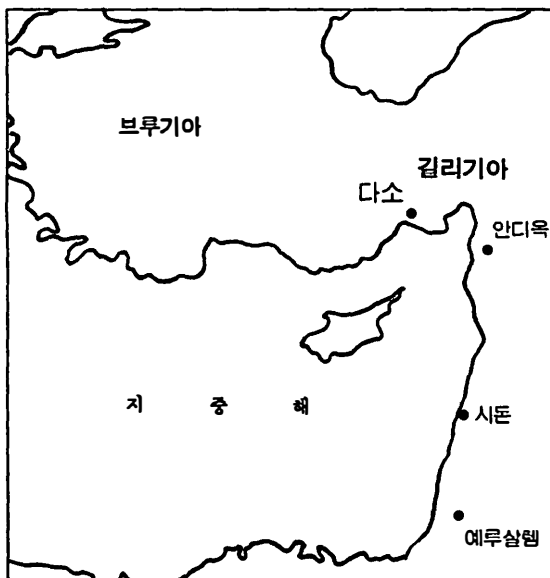 브루기아
길리기아
다소
안디옥
지 중 해
시돈
예루살렘